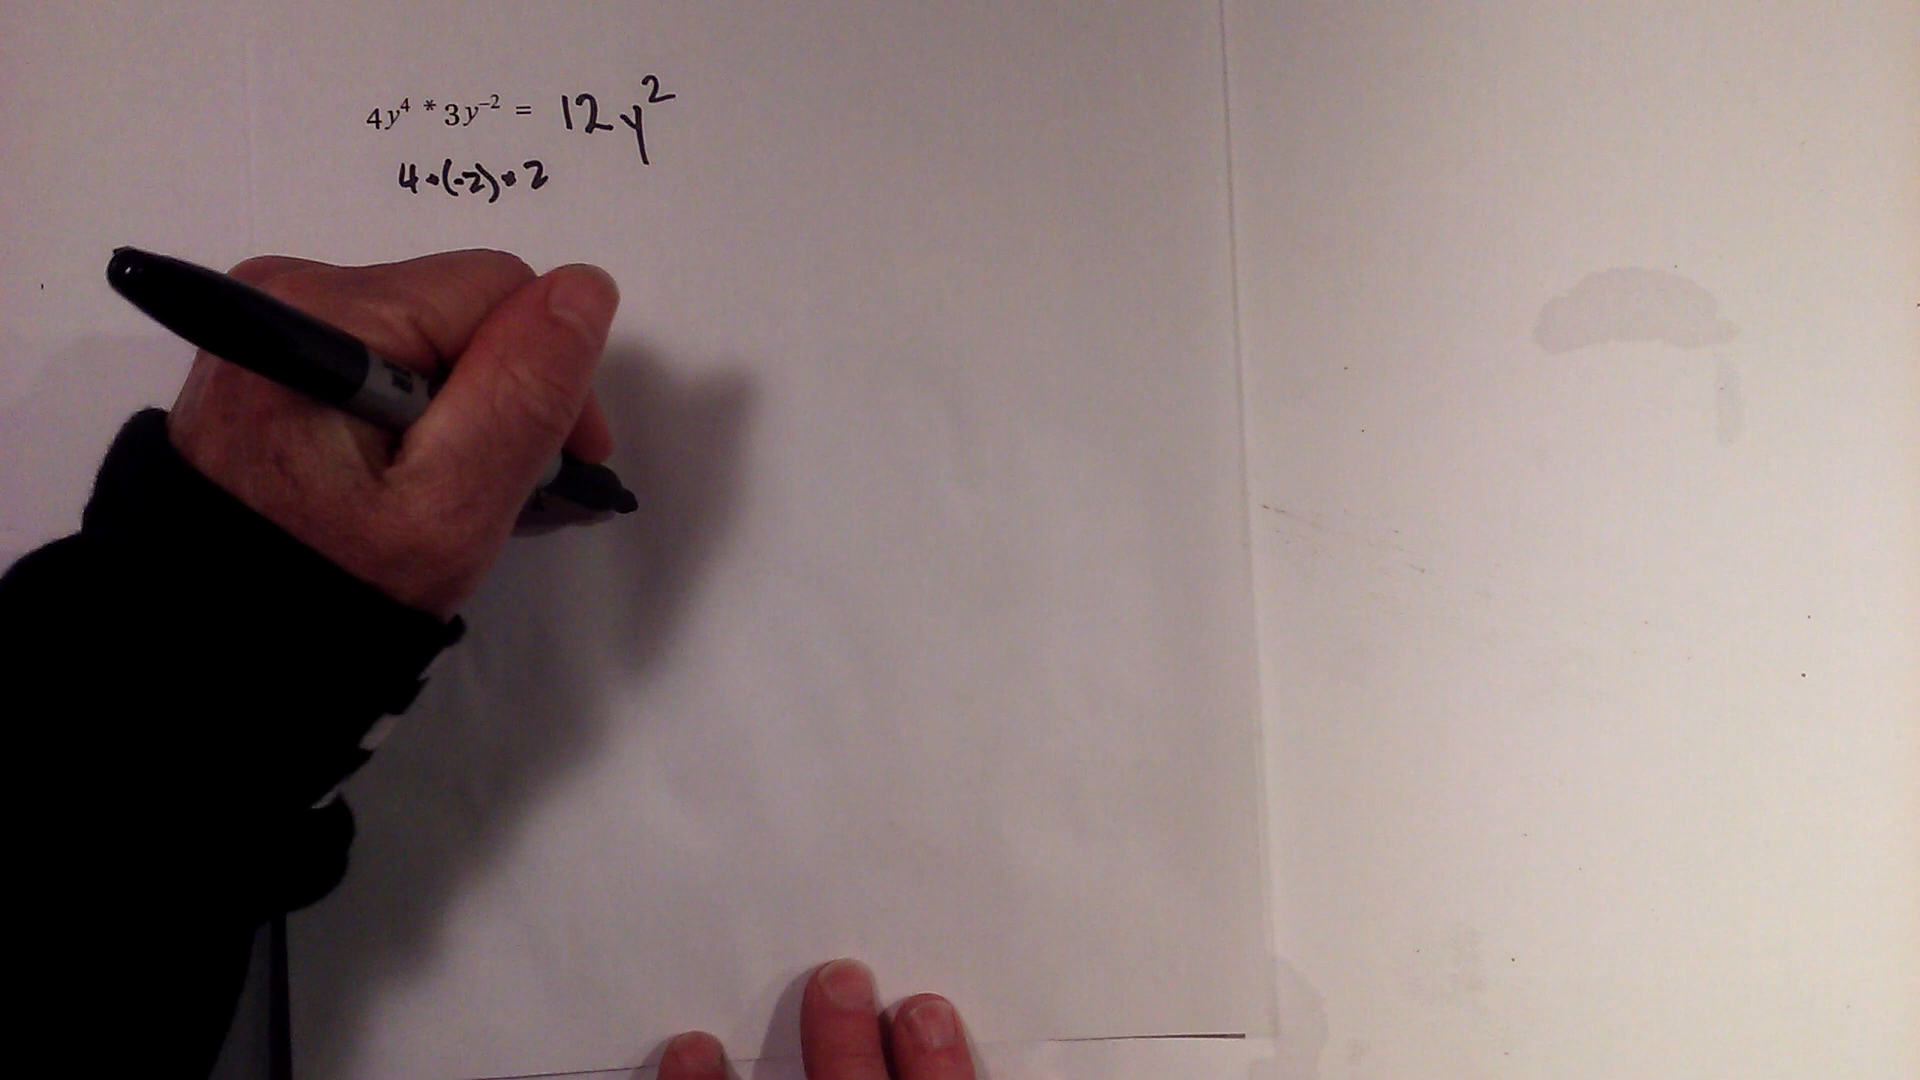 4y⁴ * 3y⁻² = 12y²
4+(-2)=2